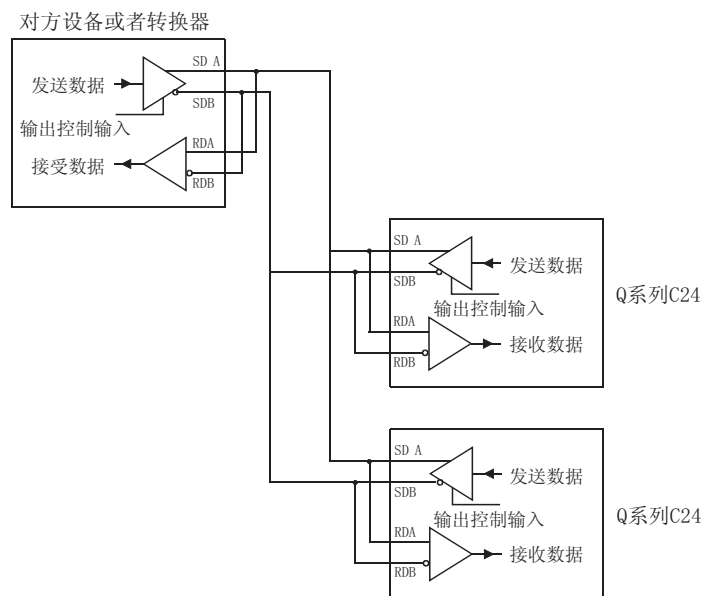 对方设备或者转换器
SD A
发送数据
SDB
输出控制输入
RDA
接受数据
RDB
SD A
发送数据
SDB
Q系列C24
输出控制输入
RDA
接收数据
RDB
SD A
发送数据
SDB
输出控制输入
Q系列C24
RDA
接收数据
RDB